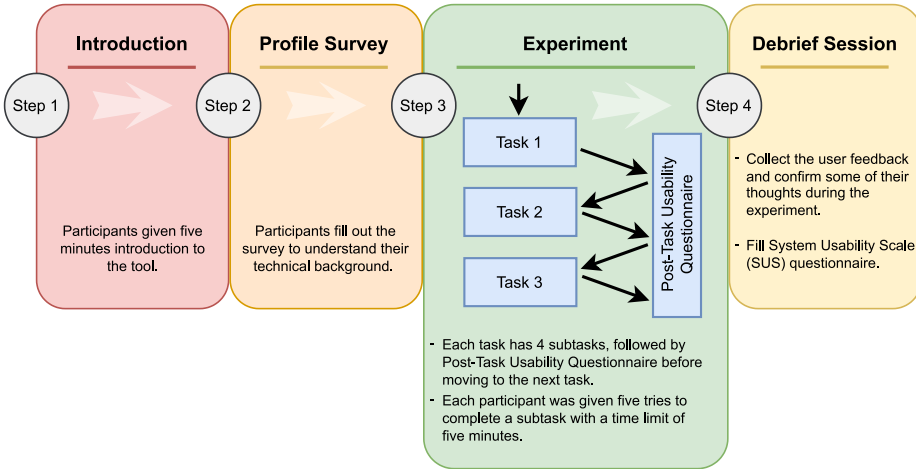 Introduction
Profile Survey
Experiment
Debrief Session
Step 1
Step 2
Step 3
Step 4
Participants given five
minutes introduction to
the tool.
Participants fill out the
survey to understand their
technical background.
Task 1
Task 2
Task 3
Post-Task Usability
Questionnaire
- Each task has 4 subtasks, followed by
Post-Task Usability Questionnaire before
moving to the next task.
- Each participant was given five tries to
complete a subtask with a time limit of
five minutes.
- Collect the user feedback
and confirm some of their
thoughts during the
experiment.
- Fill System Usability Scale
(SUS) questionnaire.